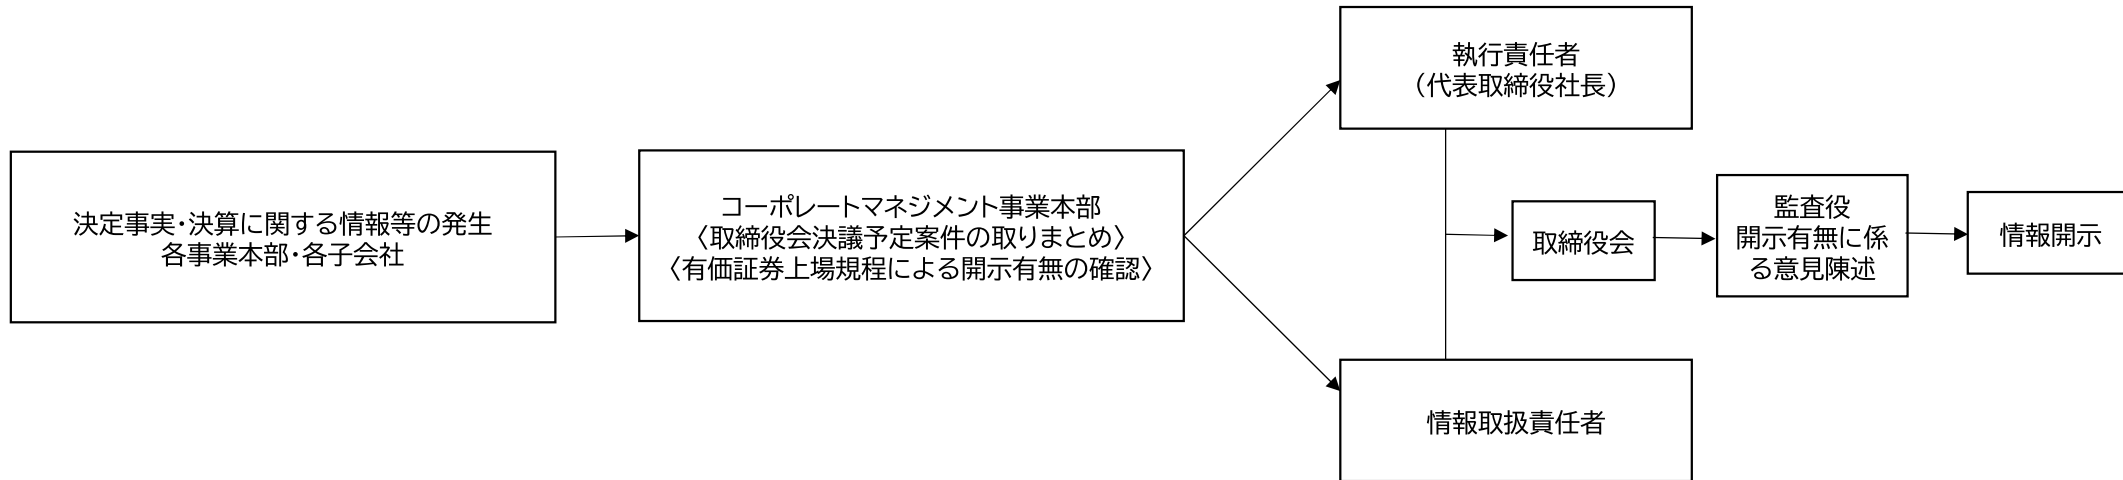 決定事実・決算に関する情報等の発生
各事業本部・各子会社
コーポレートマネジメント事業本部
〈取締役会決議予定案件の取りまとめ〉
〈有価証券上場規程による開示有無の確認〉
執行責任者
（代表取締役社長）
情報取扱責任者
取締役会
監査役
開示有無に係
る意見陳述
情報開示